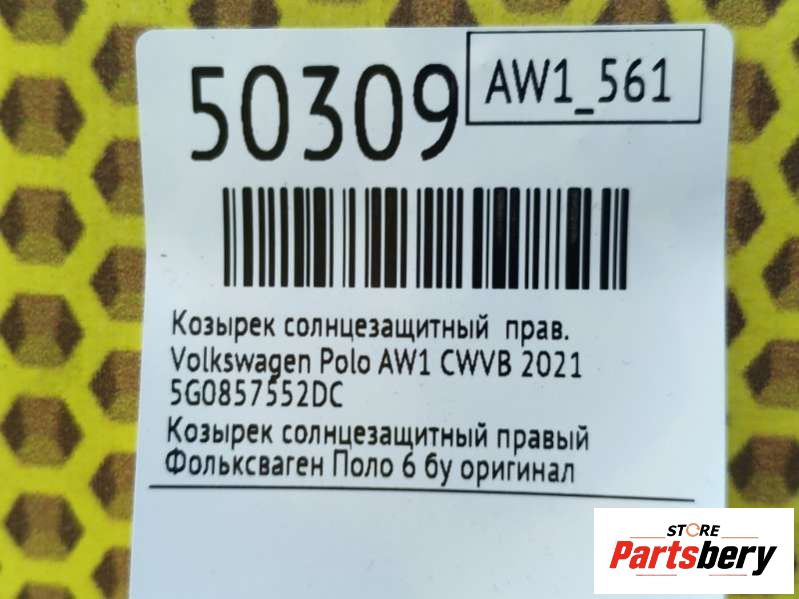 50309
AW1_561
Козырек солнцезащитный прав.
Volkswagen Polo AW1 CWVB 2021
5G0857552DC
Козырек солнцезащитный правый
Фольксваген Поло 6 бу оригинал
STORE
Partsbery